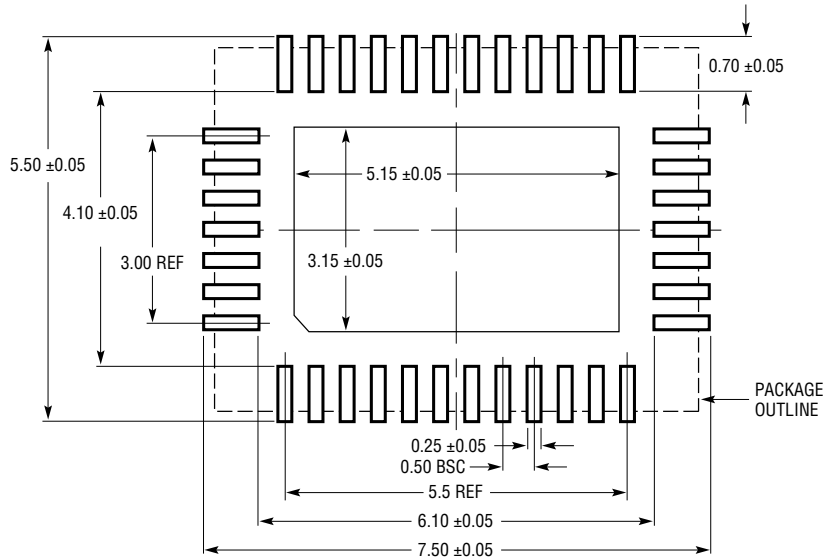 0.70 ±0.05
5.50 ±0.05
5.15 ±0.05
4.10 ±0.05
3.00 REF
3.15 ±0.05
PACKAGE
OUTLINE
0.25 ±0.05
0.50 BSC
5.5 REF
6.10 ±0.05
7.50 ±0.05